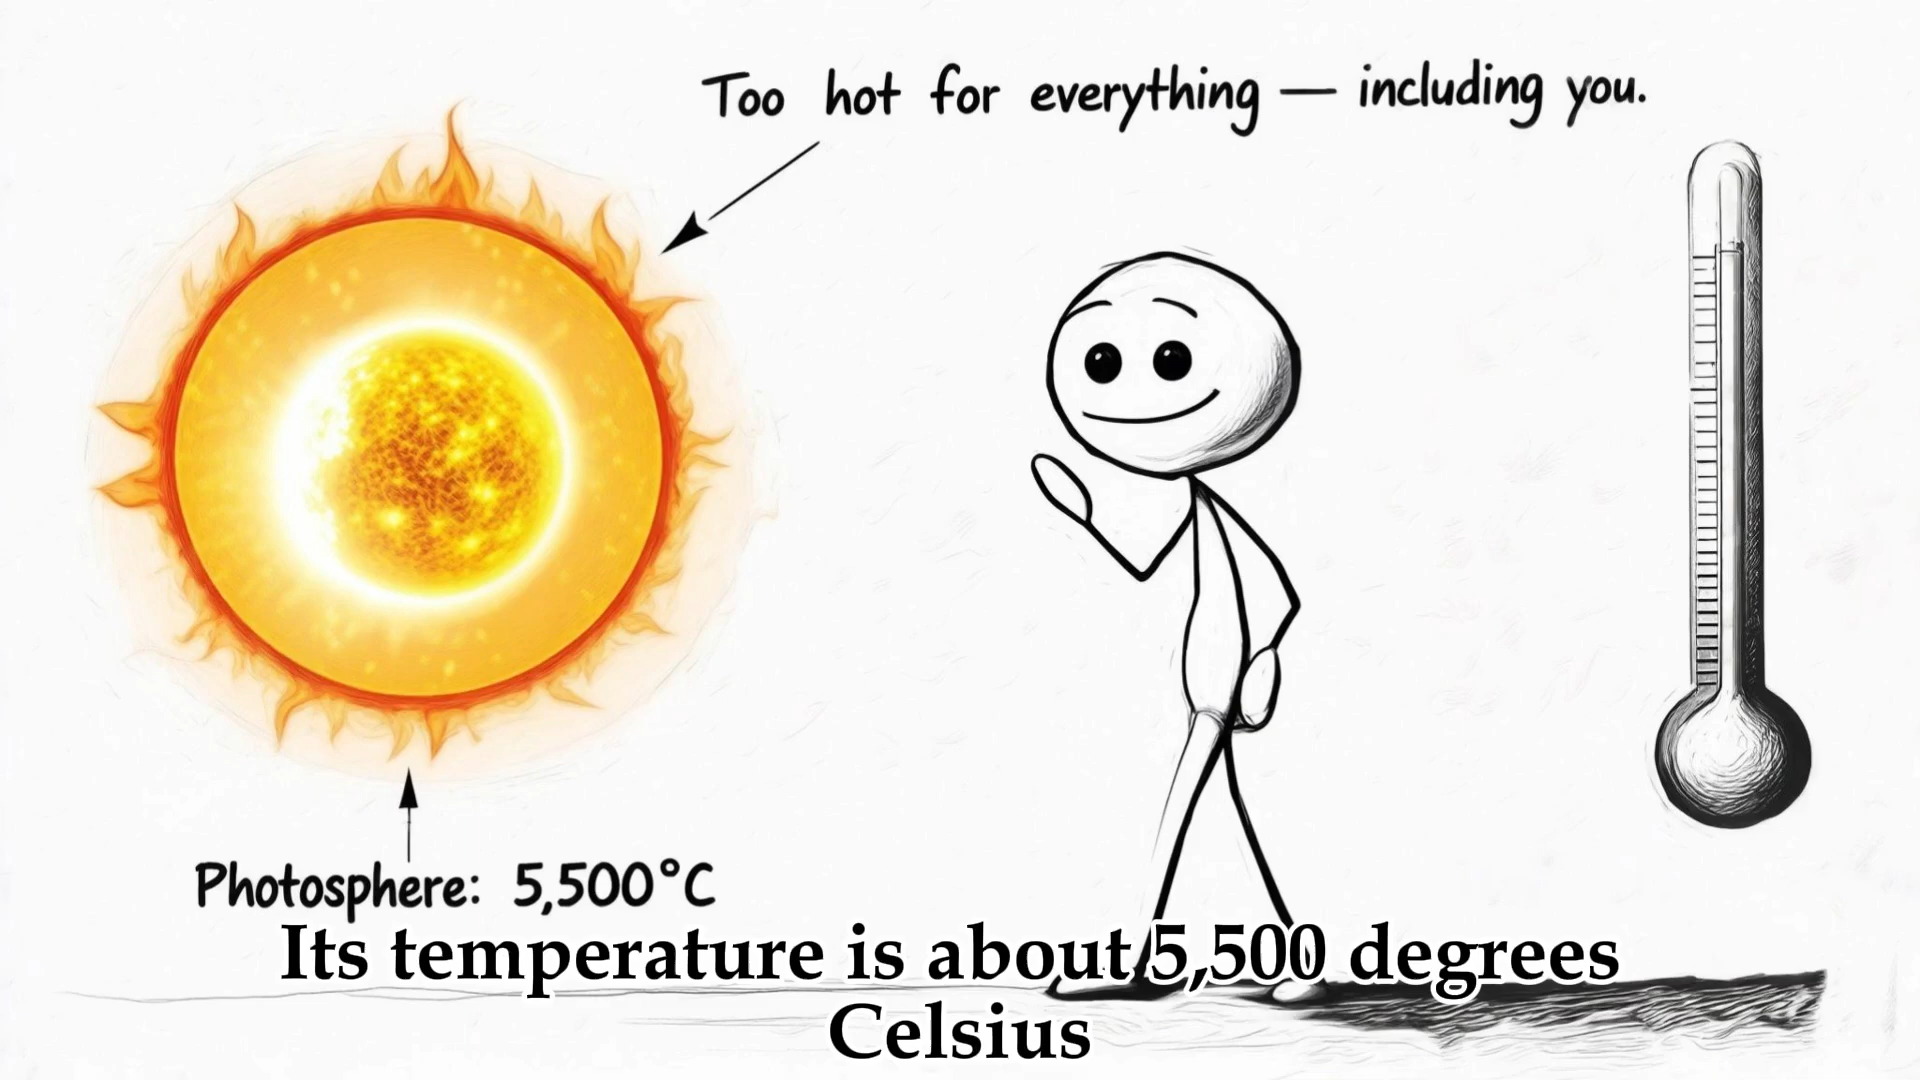 Too hot for everything — including you.
Photosphere: 5,500°C
Its temperature is about 5,500 degrees
Celsius